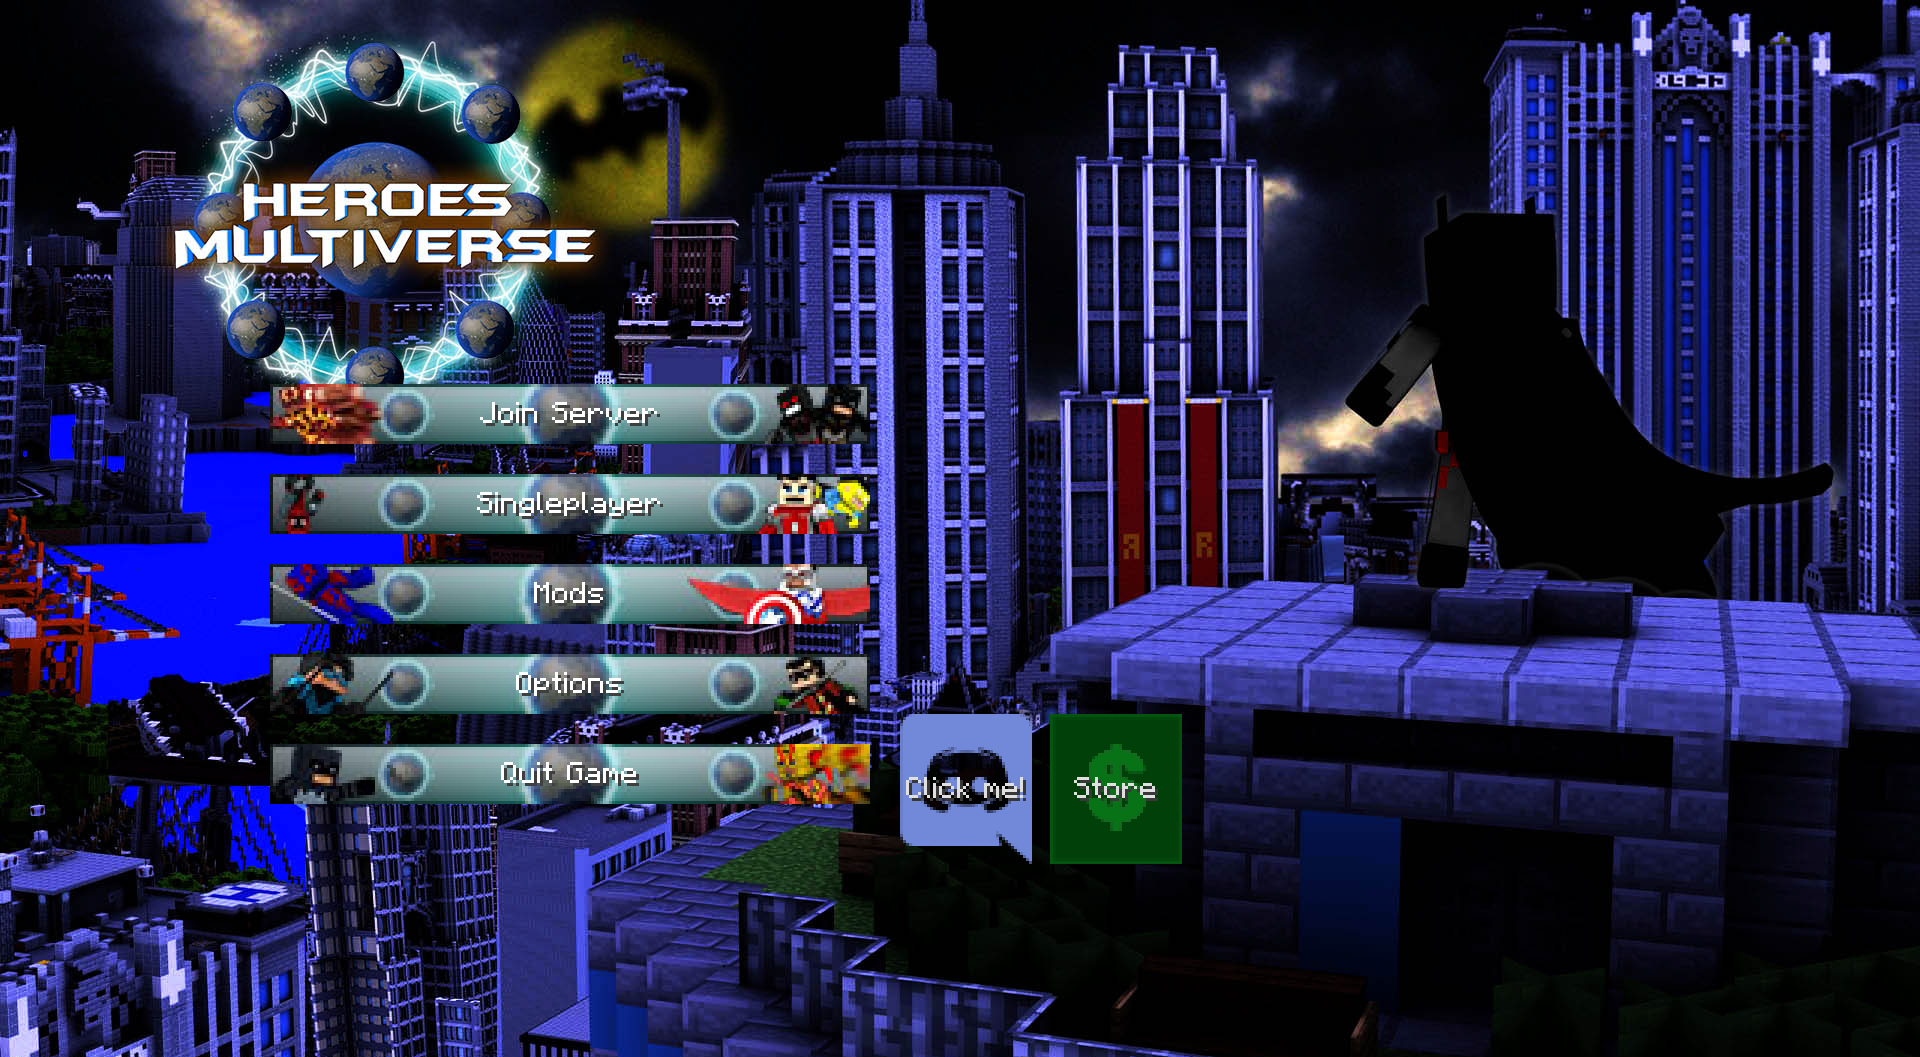 HEROES
MULTIVERSE
Join Server
Singleplayer
Mods
Options
Quit Game
Click me!
Store